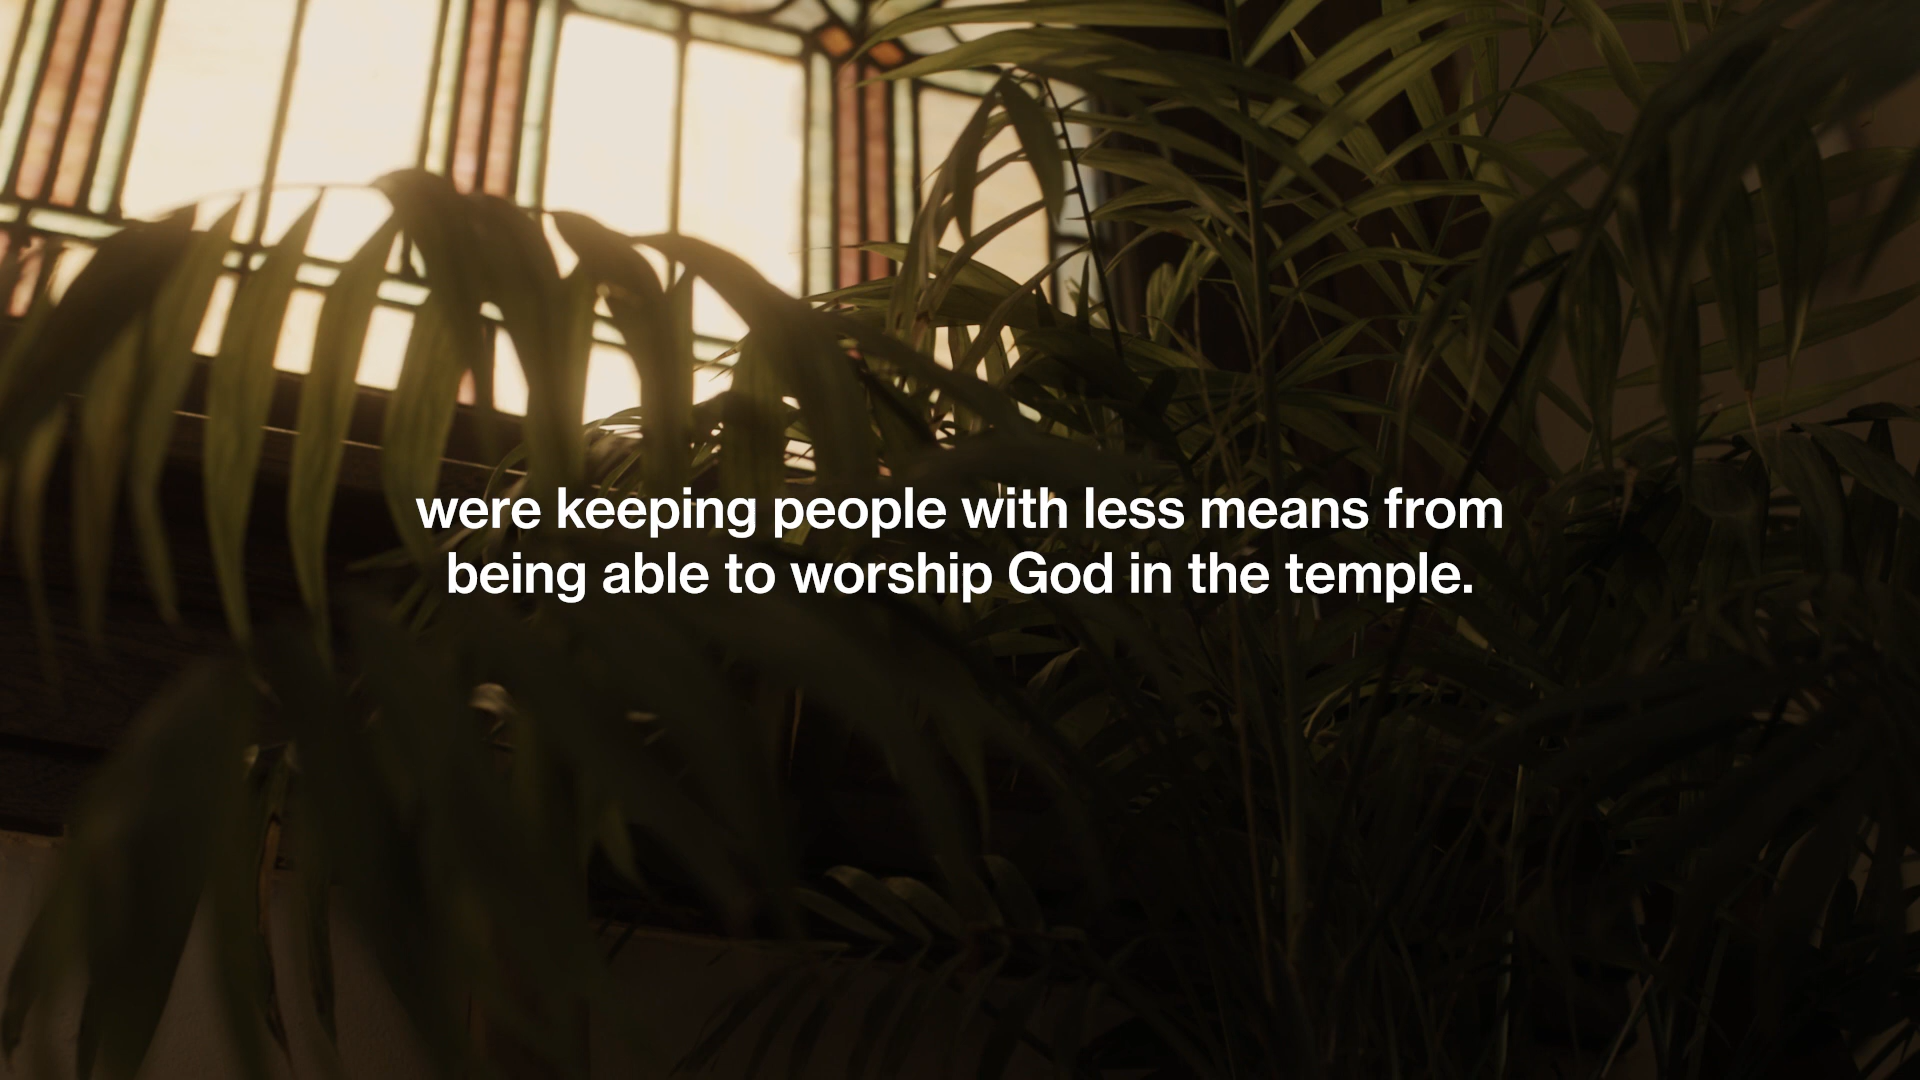 were keeping people with less means from
being able to worship God in the temple.